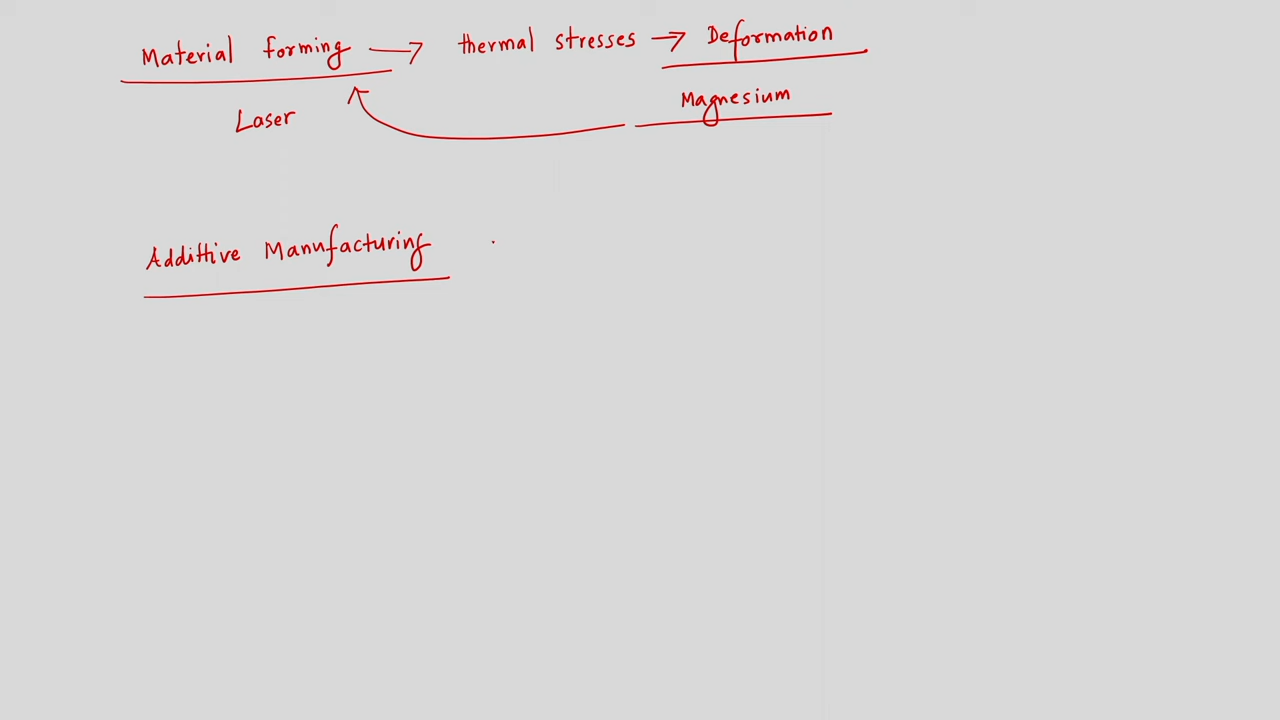 Material forming → thermal stresses → Deformation
Laser Magnesium
Additive Manufacturing